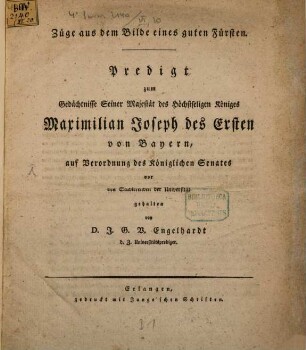 Züge aus dem Bilde eines guten Fürsten.
Predigt
zum
Gedächtnisse Seiner Majestät des Höchstseligen Königes
Maximilian Joseph des Ersten
von Bayern,
auf Verordnung des Königlichen Senates
vor
den Studierenden der Universität
gehalten
von
D. J. G. V. Engelhardt
d. Z. Universitätsprediger.
Erlangen,
gedruckt mit Junge'schen Schriften.